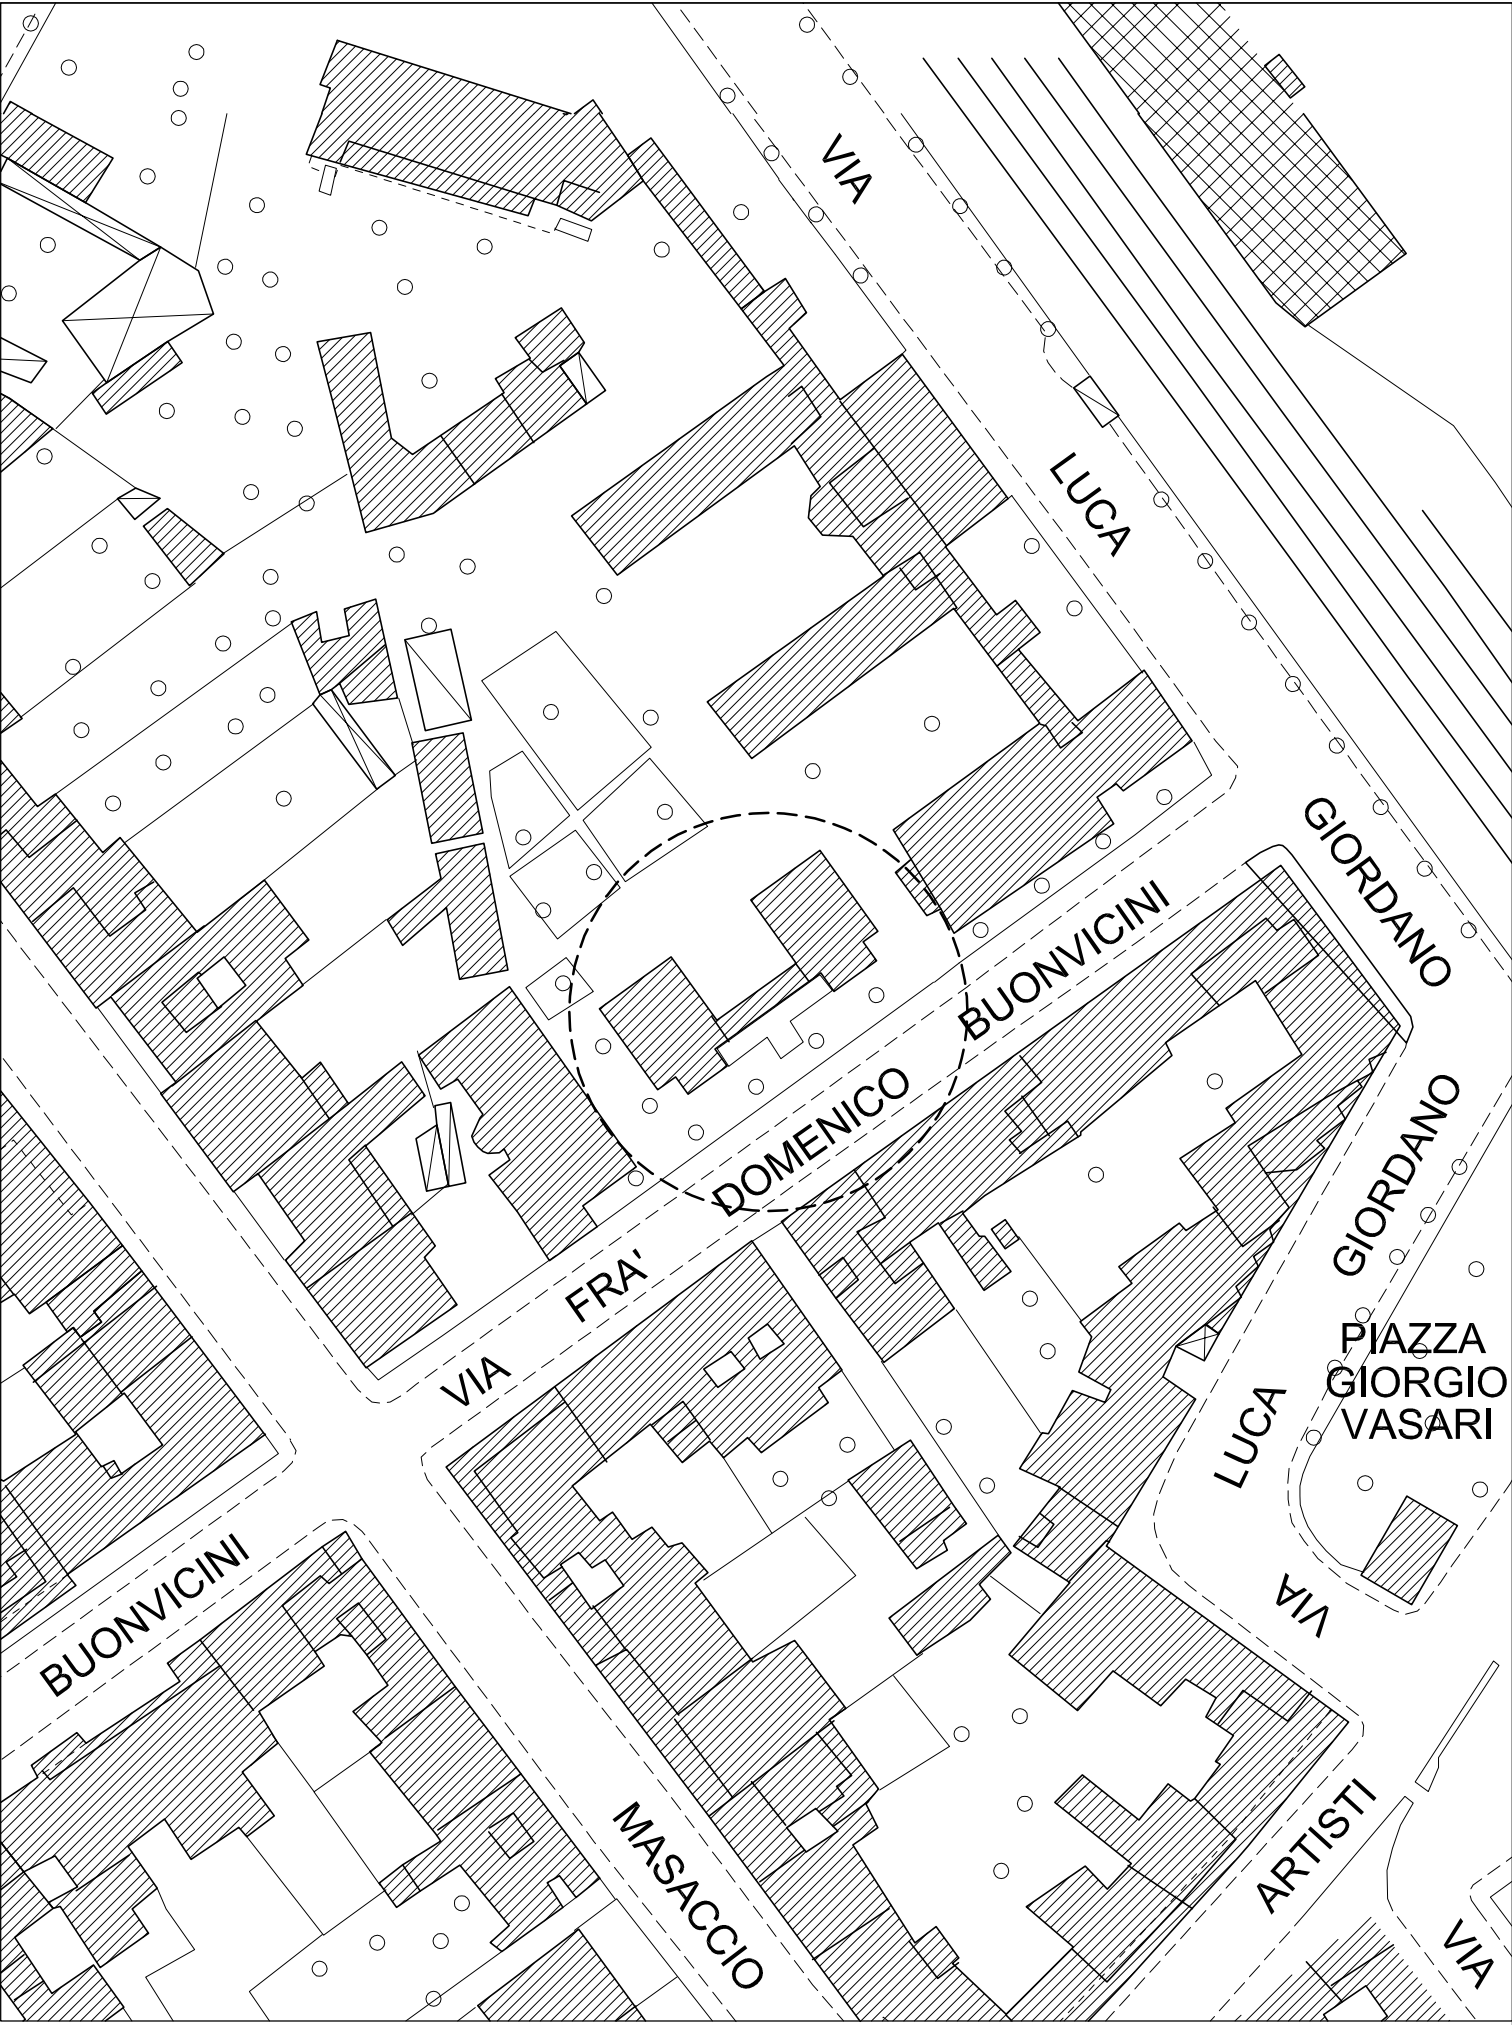 VIA
LUCA
GIORDANO
BUONVICINI
DOMENICO
FRA'
VIA
GIORDANO
LUCA
VIA
PIAZZA
GIORGIO
VASARI
BUONVICINI
MASACCIO
ARTISTI
VIA